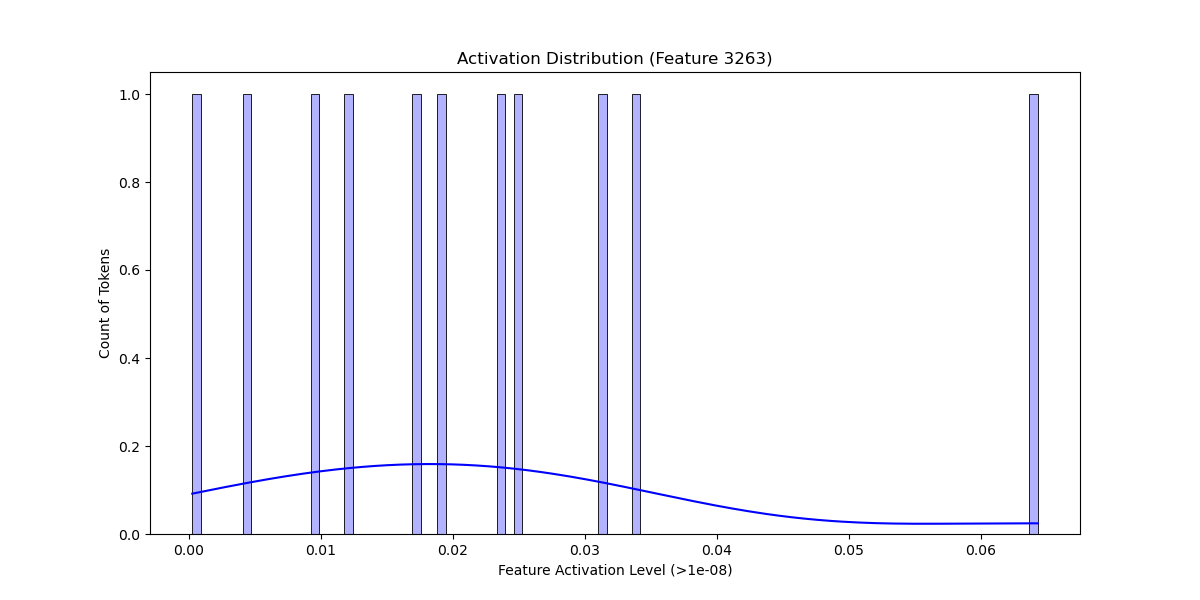 Activation Distribution (Feature 3263)
1.0
0.8
0.6
0.4
0.2
0.0
Count of Tokens
0.00 0.01 0.02 0.03 0.04 0.05 0.06
Feature Activation Level (>1e-08)